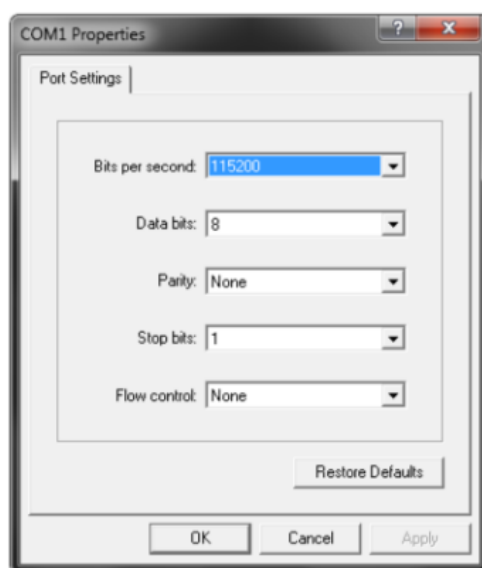 COM1 Properties
Port Settings
Bits per second: 115200
Data bits: 8
Parity: None
Stop bits: 1
Flow control: None
Restore Defaults
OK Cancel Apply